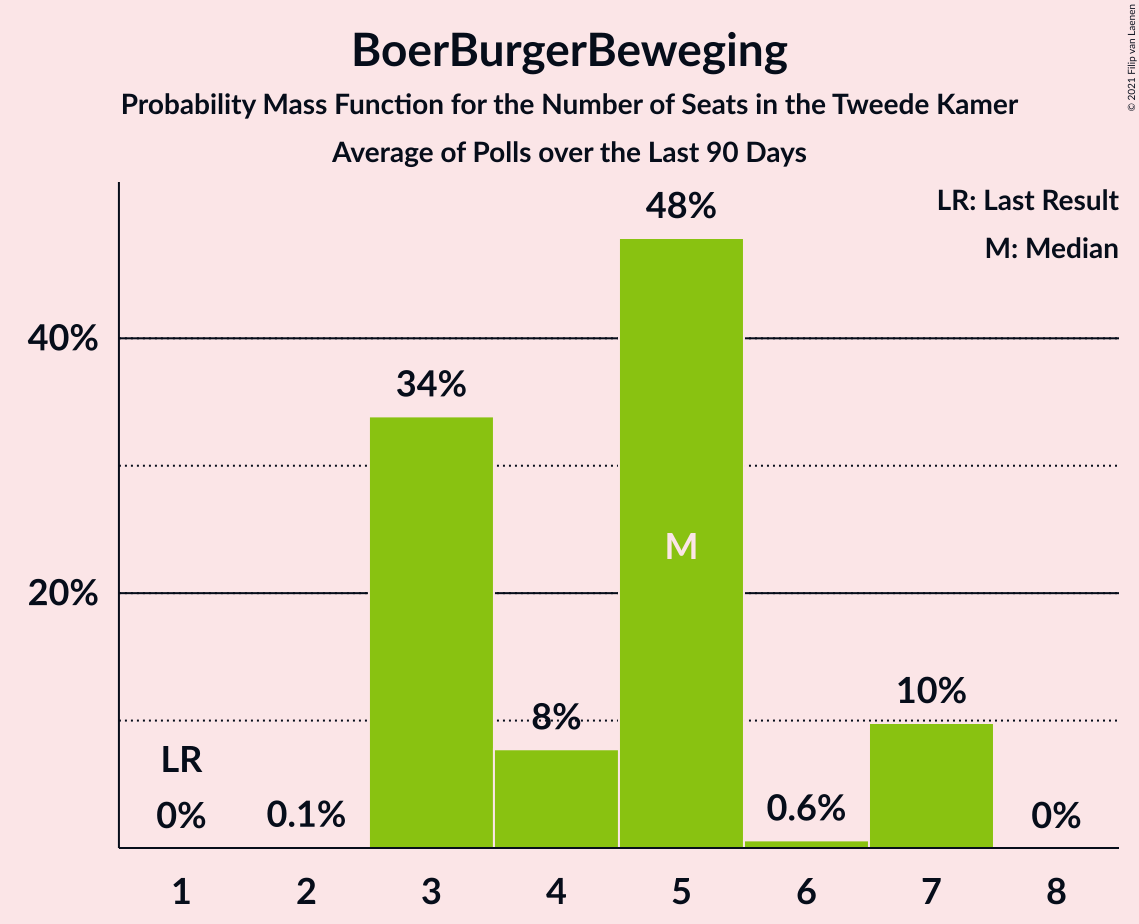 BoerBurgerBeweging
Probability Mass Function for the Number of Seats in the Tweede Kamer
Average of Polls over the Last 90 Days
© 2021 Filip van Laenen
LR: Last Result
M: Median
48%
40%
34%
M
20%
10%
8%
LR
0%
0.1%
0.6%
0%
1 2 3 4 5 6 7 8